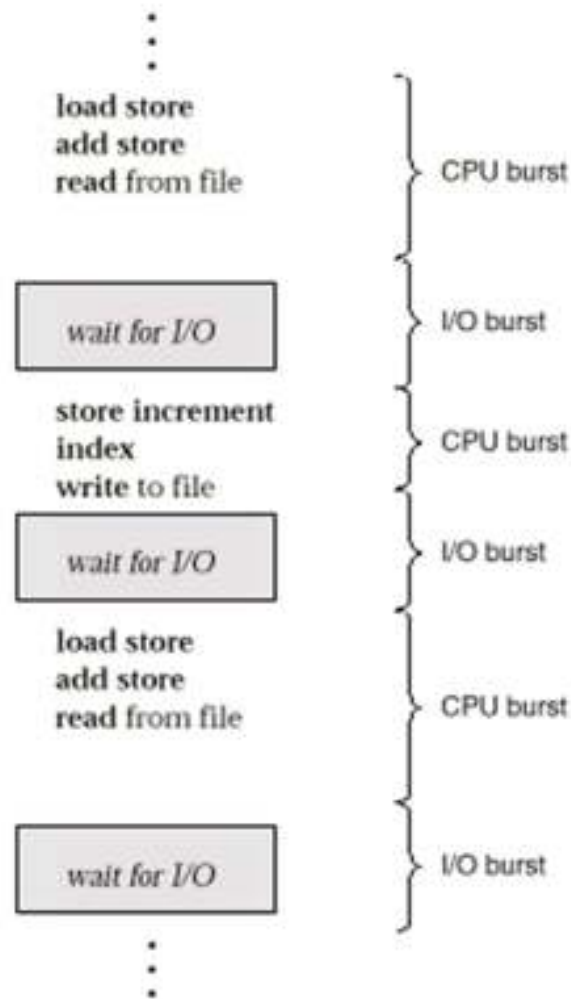 load store
add store
read from file
CPU burst
wait for I/O
I/O burst
store increment
index
write to file
CPU burst
wait for I/O
I/O burst
load store
add store
read from file
CPU burst
wait for I/O
I/O burst